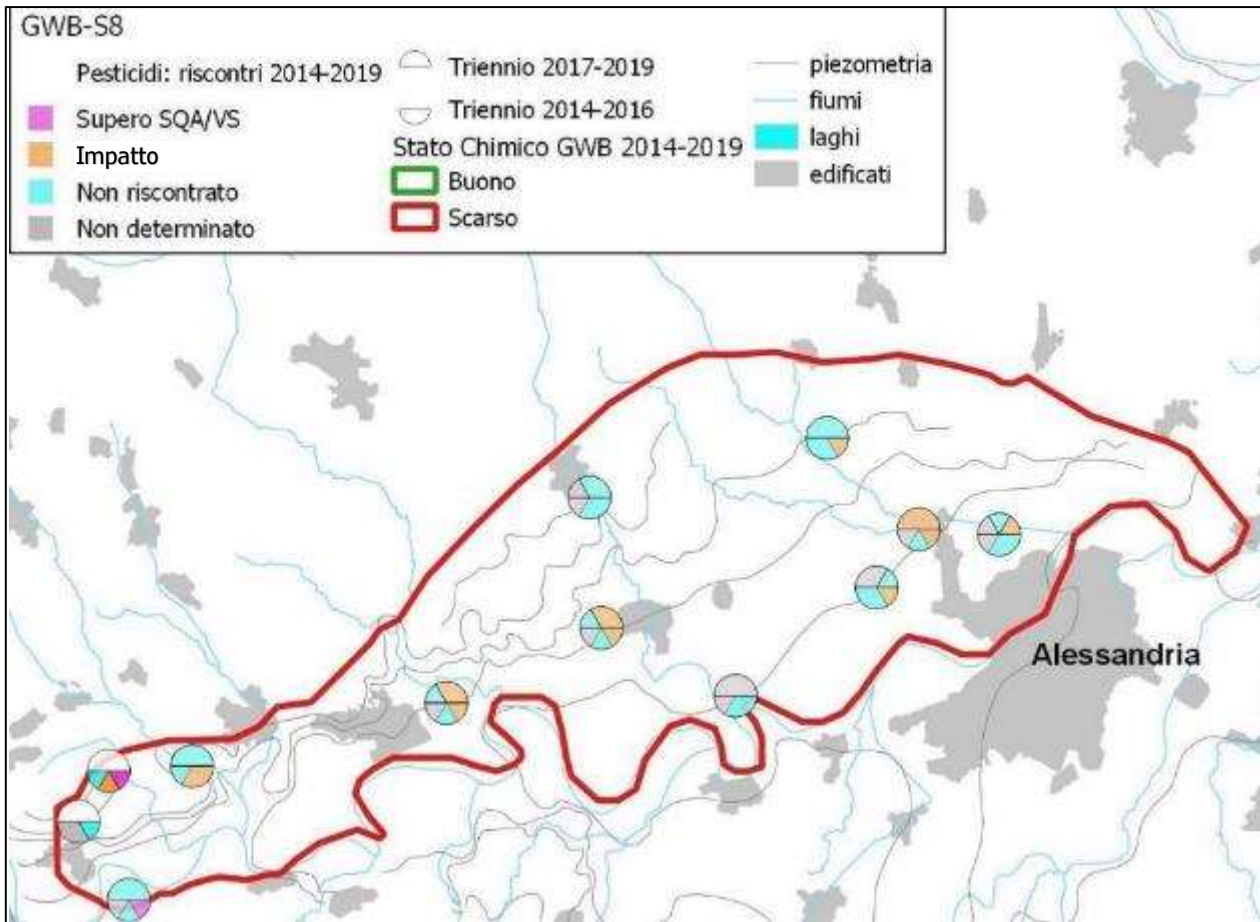 GWB-S8
Pesticidi: riscontri 2014-2019
Supero SQA/VS
Impatto
Non riscontrato
Non determinato
Triennio 2017-2019
Triennio 2014-2016
Stato Chimico GWB 2014-2019
Buono
Scarso
piezometria
fiumi
laghi
edificati
Alessandria